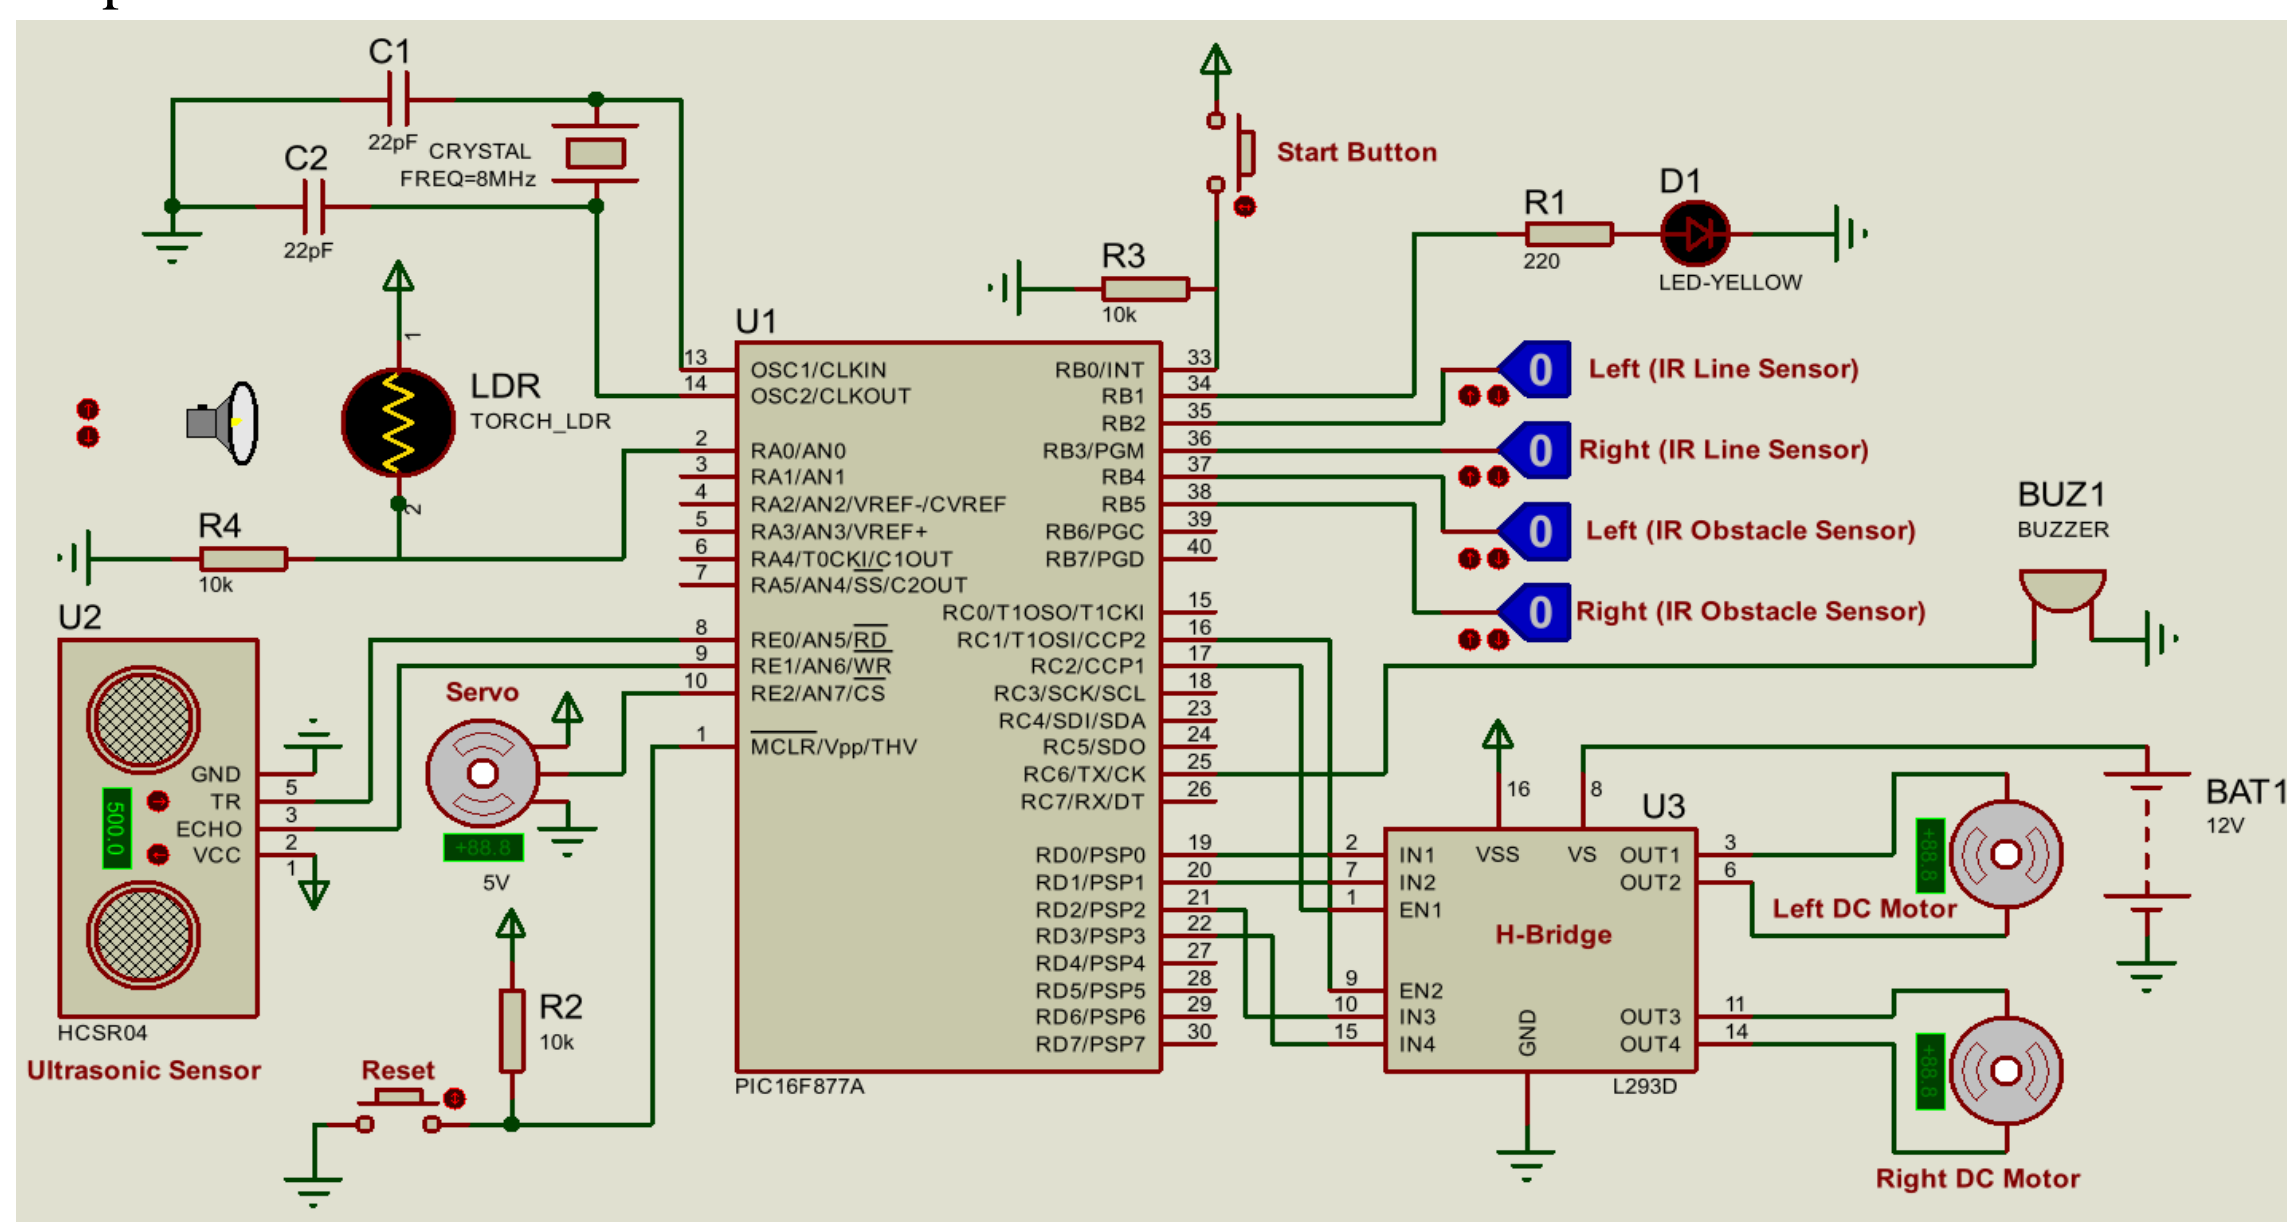 C1
22pF
C2
22pF
CRYSTAL
FREQ=8MHz
1
LDR
TORCH_LDR
2
R4
10k
U2
GND
TR
ECHO
VCC
5
3
2
1
500.0
HCSR04
Ultrasonic Sensor
Servo
+88.8
5V
R2
10k
Reset
U1
13 OSC1/CLKIN
14 OSC2/CLKOUT
2 RA0/AN0
3 RA1/AN1
4 RA2/AN2/VREF-/CVREF
5 RA3/AN3/VREF+
6 RA4/T0CKI/C1OUT
7 RA5/AN4/SS/C2OUT
8 RE0/AN5/RD
9 RE1/AN6/WR
10 RE2/AN7/CS
1 MCLR/Vpp/THV
RB0/INT 33
RB1 34
RB2 35
RB3/PGM 36
RB4 37
RB5 38
RB6/PGC 39
RB7/PGD 40
RC0/T1OSO/T1CKI 15
RC1/T1OSI/CCP2 16
RC2/CCP1 17
RC3/SCK/SCL 18
RC4/SDI/SDA 23
RC5/SDO 24
RC6/TX/CK 25
RC7/RX/DT 26
RD0/PSP0 19
RD1/PSP1 20
RD2/PSP2 21
RD3/PSP3 22
RD4/PSP4 27
RD5/PSP5 28
RD6/PSP6 29
RD7/PSP7 30
PIC16F877A
Start Button
R3
10k
R1
220
D1
LED-YELLOW
0 Left (IR Line Sensor)
0 Right (IR Line Sensor)
0 Left (IR Obstacle Sensor)
0 Right (IR Obstacle Sensor)
BUZ1
BUZZER
16
8
U3
VSS
VS
2 IN1
7 IN2
1 EN1
9 EN2
10 IN3
15 IN4
OUT1 3
OUT2 6
OUT3 11
OUT4 14
H-Bridge
GND
L293D
+88.8
Left DC Motor
BAT1
12V
+88.8
Right DC Motor